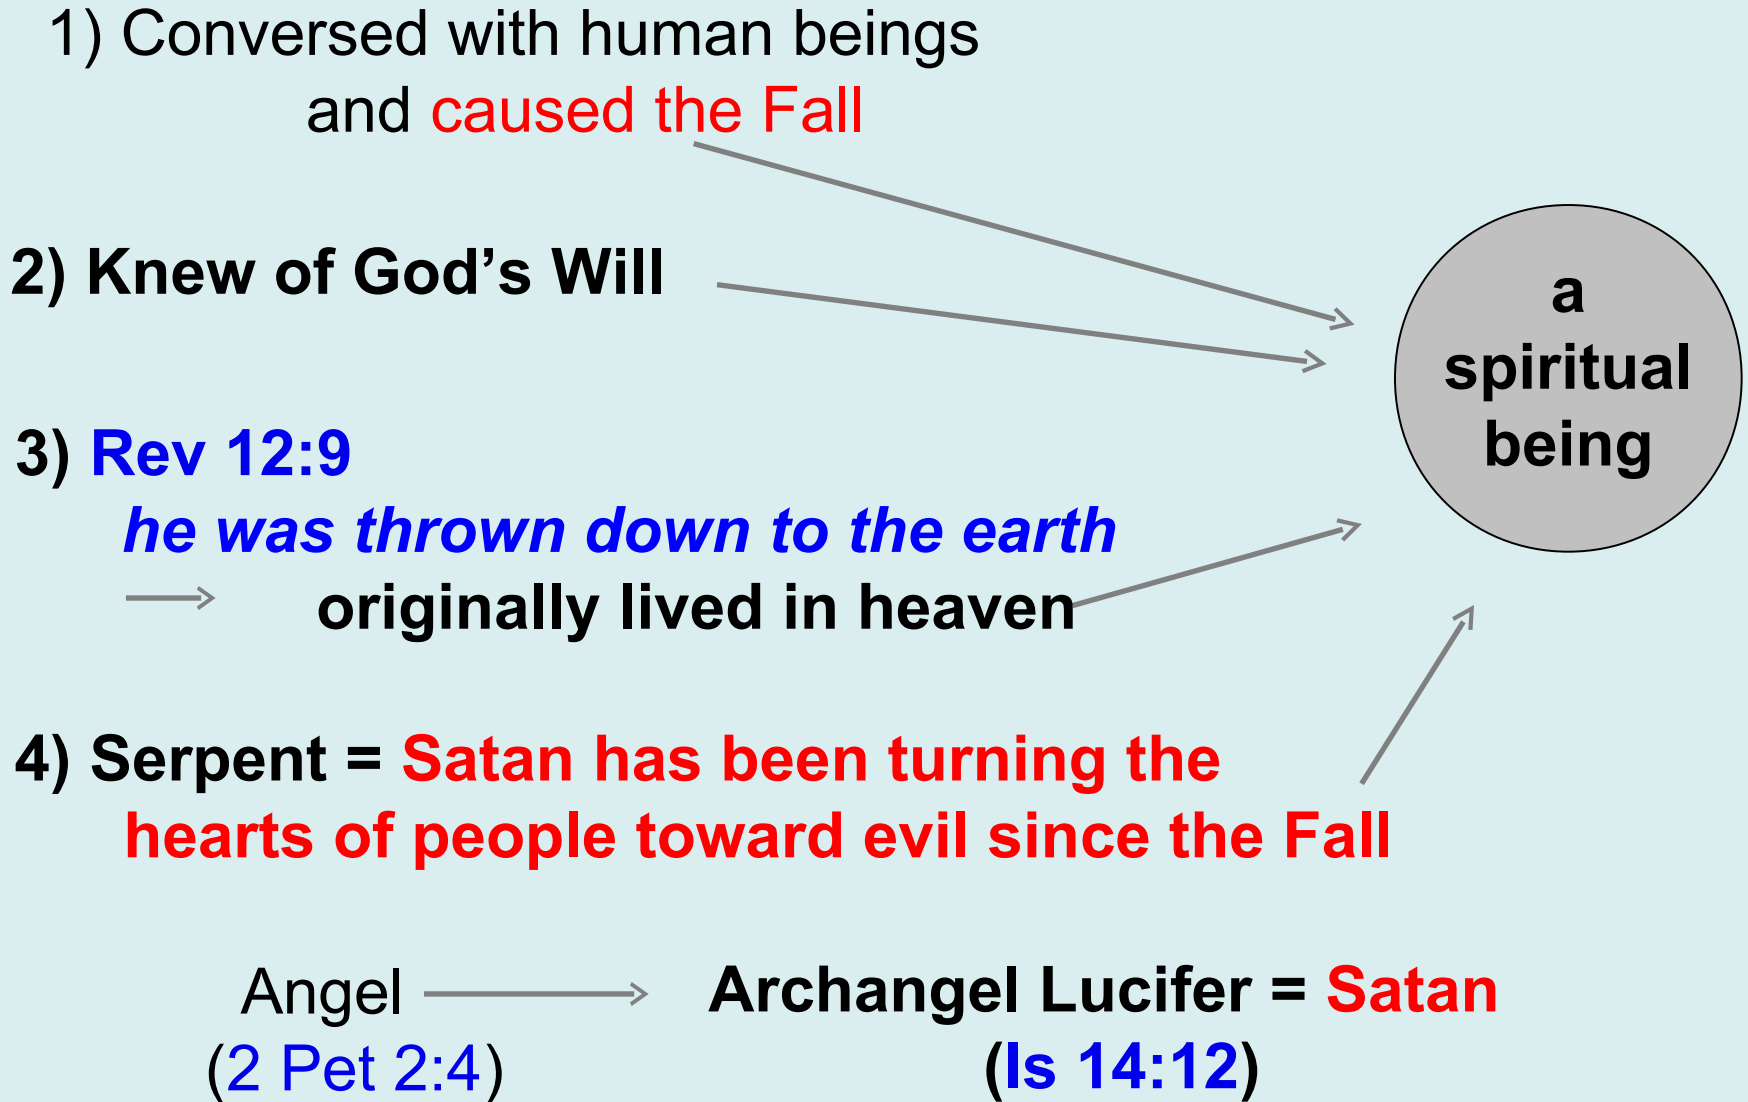 1) Conversed with human beings
and caused the Fall
2) Knew of God’s Will
a
spiritual
being
3) Rev 12:9
he was thrown down to the earth
originally lived in heaven
4) Serpent = Satan has been turning the
hearts of people toward evil since the Fall
Angel
(2 Pet 2:4)
Archangel Lucifer = Satan
(Is 14:12)